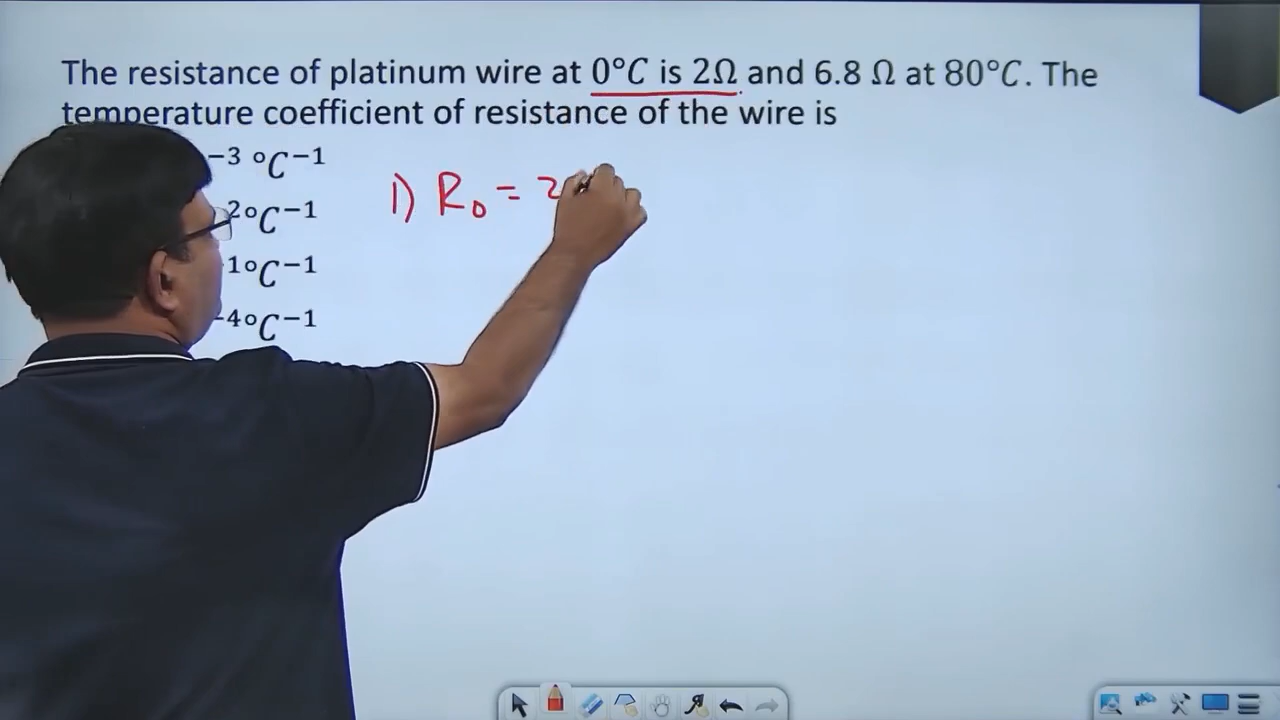 The resistance of platinum wire at 0°C is 2Ω and 6.8 Ω at 80°C. The
temperature coefficient of resistance of the wire is
⁻³ °C⁻¹
²°C⁻¹
¹°C⁻¹
⁻⁴°C⁻¹
1) R₀ = 2